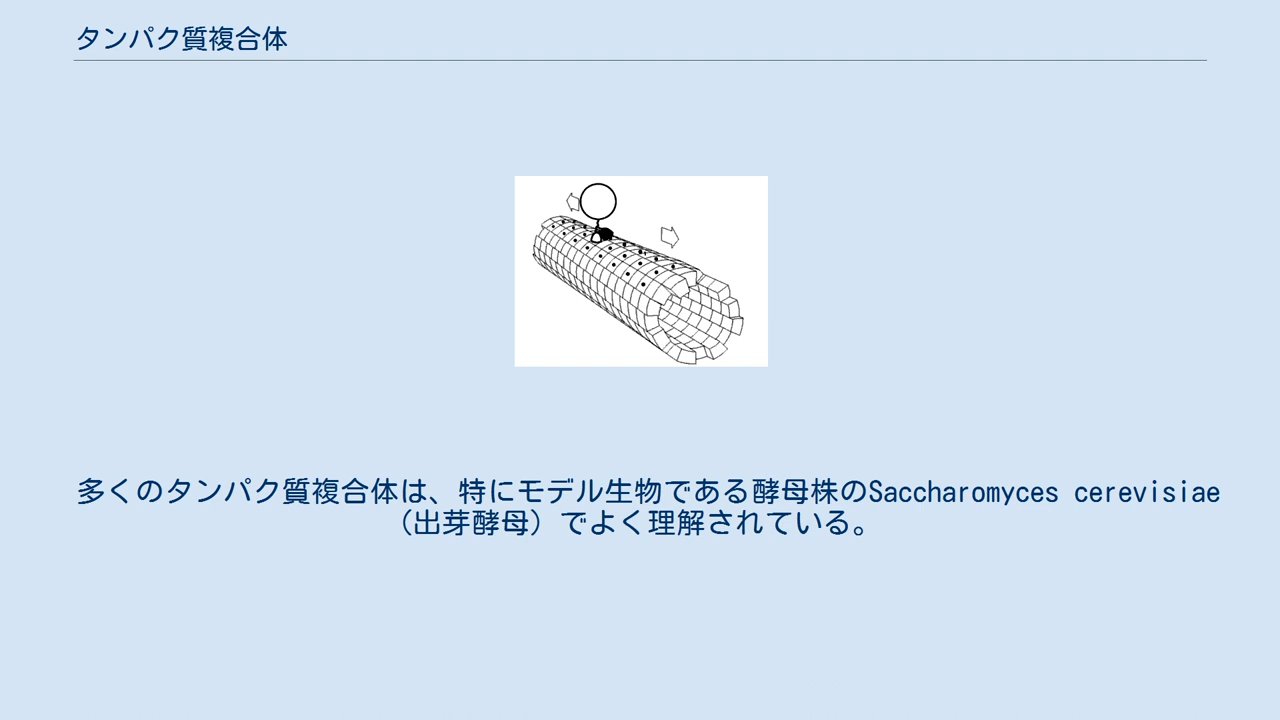 タンパク質複合体
多くのタンパク質複合体は、特にモデル生物である酵母株のSaccharomyces cerevisiae
（出芽酵母）でよく理解されている。